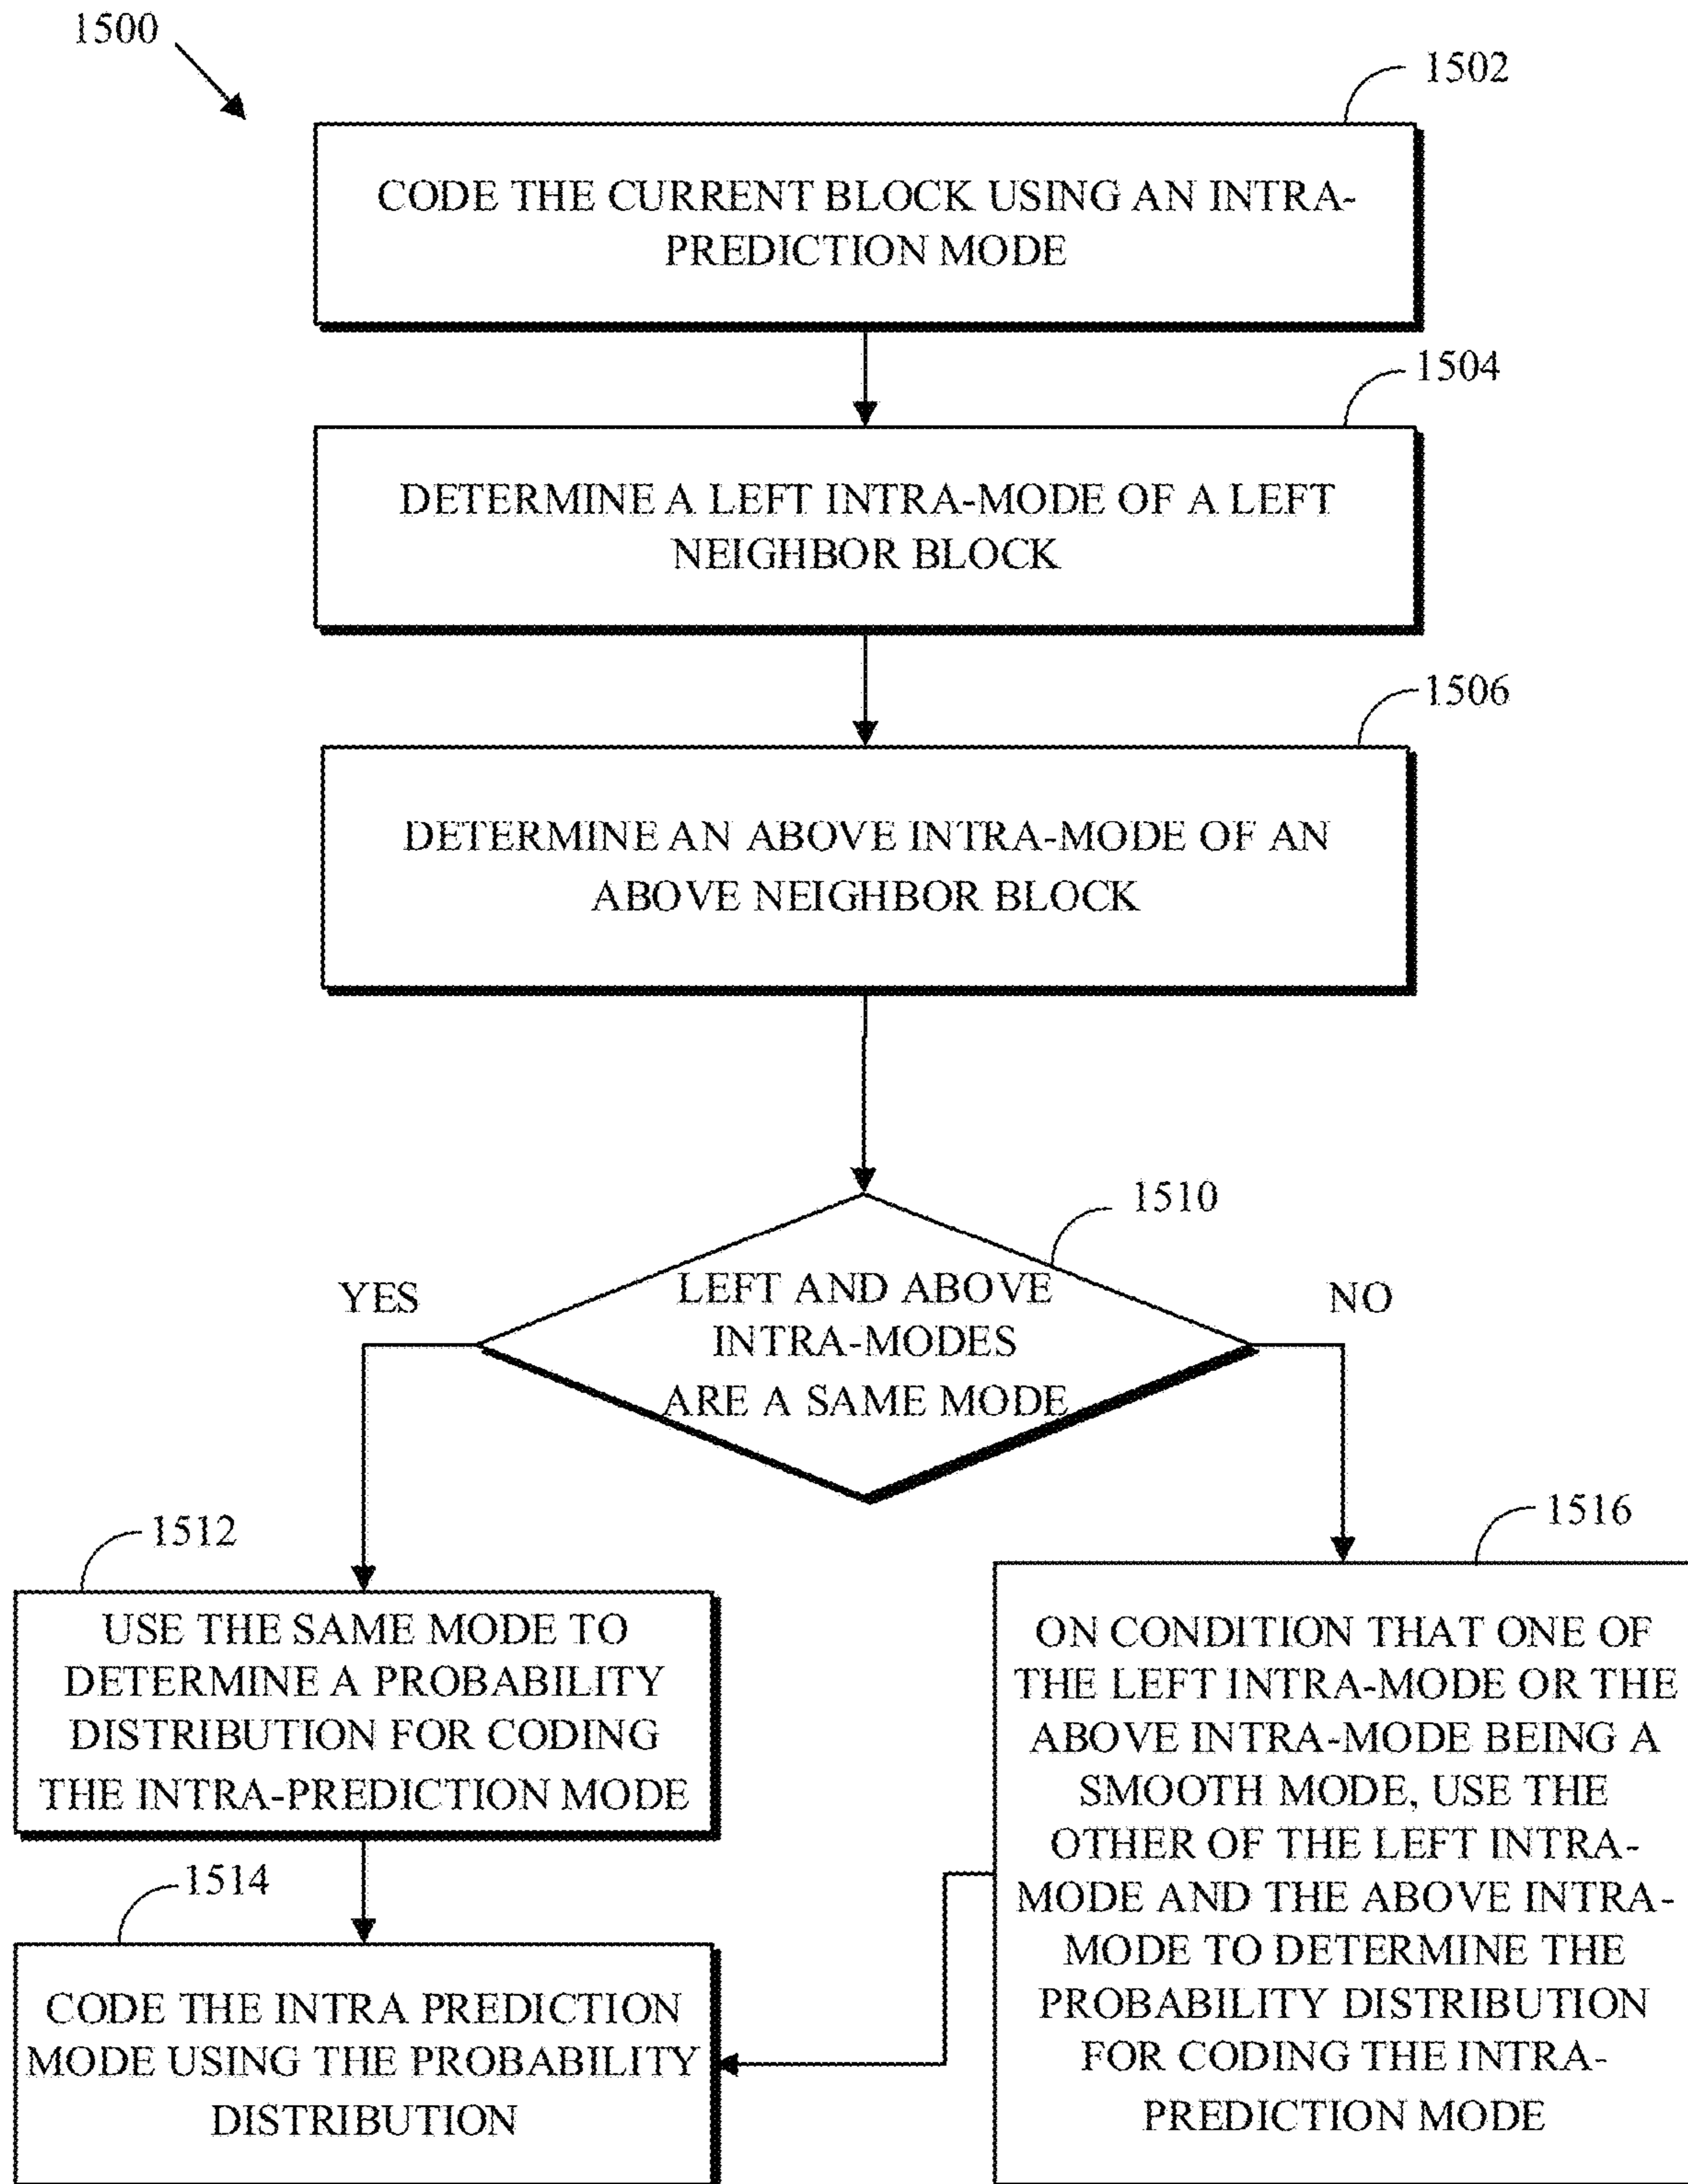 1500
1502
CODE THE CURRENT BLOCK USING AN INTRA-
PREDICTION MODE
1504
DETERMINE A LEFT INTRA-MODE OF A LEFT
NEIGHBOR BLOCK
1506
DETERMINE AN ABOVE INTRA-MODE OF AN
ABOVE NEIGHBOR BLOCK
1510
YES
LEFT AND ABOVE
INTRA-MODES
ARE A SAME MODE
NO
1512
USE THE SAME MODE TO
DETERMINE A PROBABILITY
DISTRIBUTION FOR CODING
THE INTRA-PREDICTION MODE
1514
CODE THE INTRA PREDICTION
MODE USING THE PROBABILITY
DISTRIBUTION
1516
ON CONDITION THAT ONE OF
THE LEFT INTRA-MODE OR THE
ABOVE INTRA-MODE BEING A
SMOOTH MODE, USE THE
OTHER OF THE LEFT INTRA-
MODE AND THE ABOVE INTRA-
MODE TO DETERMINE THE
PROBABILITY DISTRIBUTION
FOR CODING THE INTRA-
PREDICTION MODE